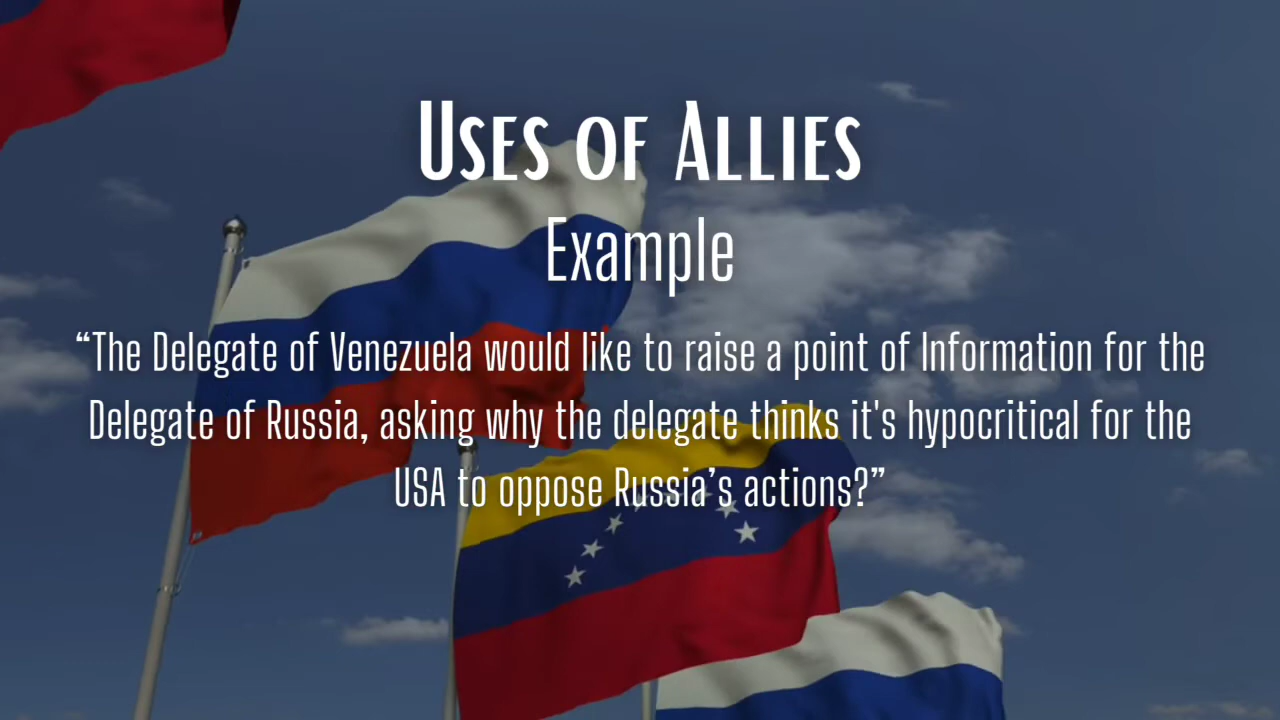 Uses of Allies
Example
“The Delegate of Venezuela would like to raise a point of Information for the
Delegate of Russia, asking why the delegate thinks it's hypocritical for the
USA to oppose Russia’s actions?”